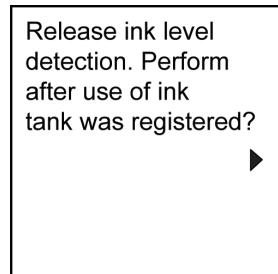 Release ink level
detection. Perform
after use of ink
tank was registered?